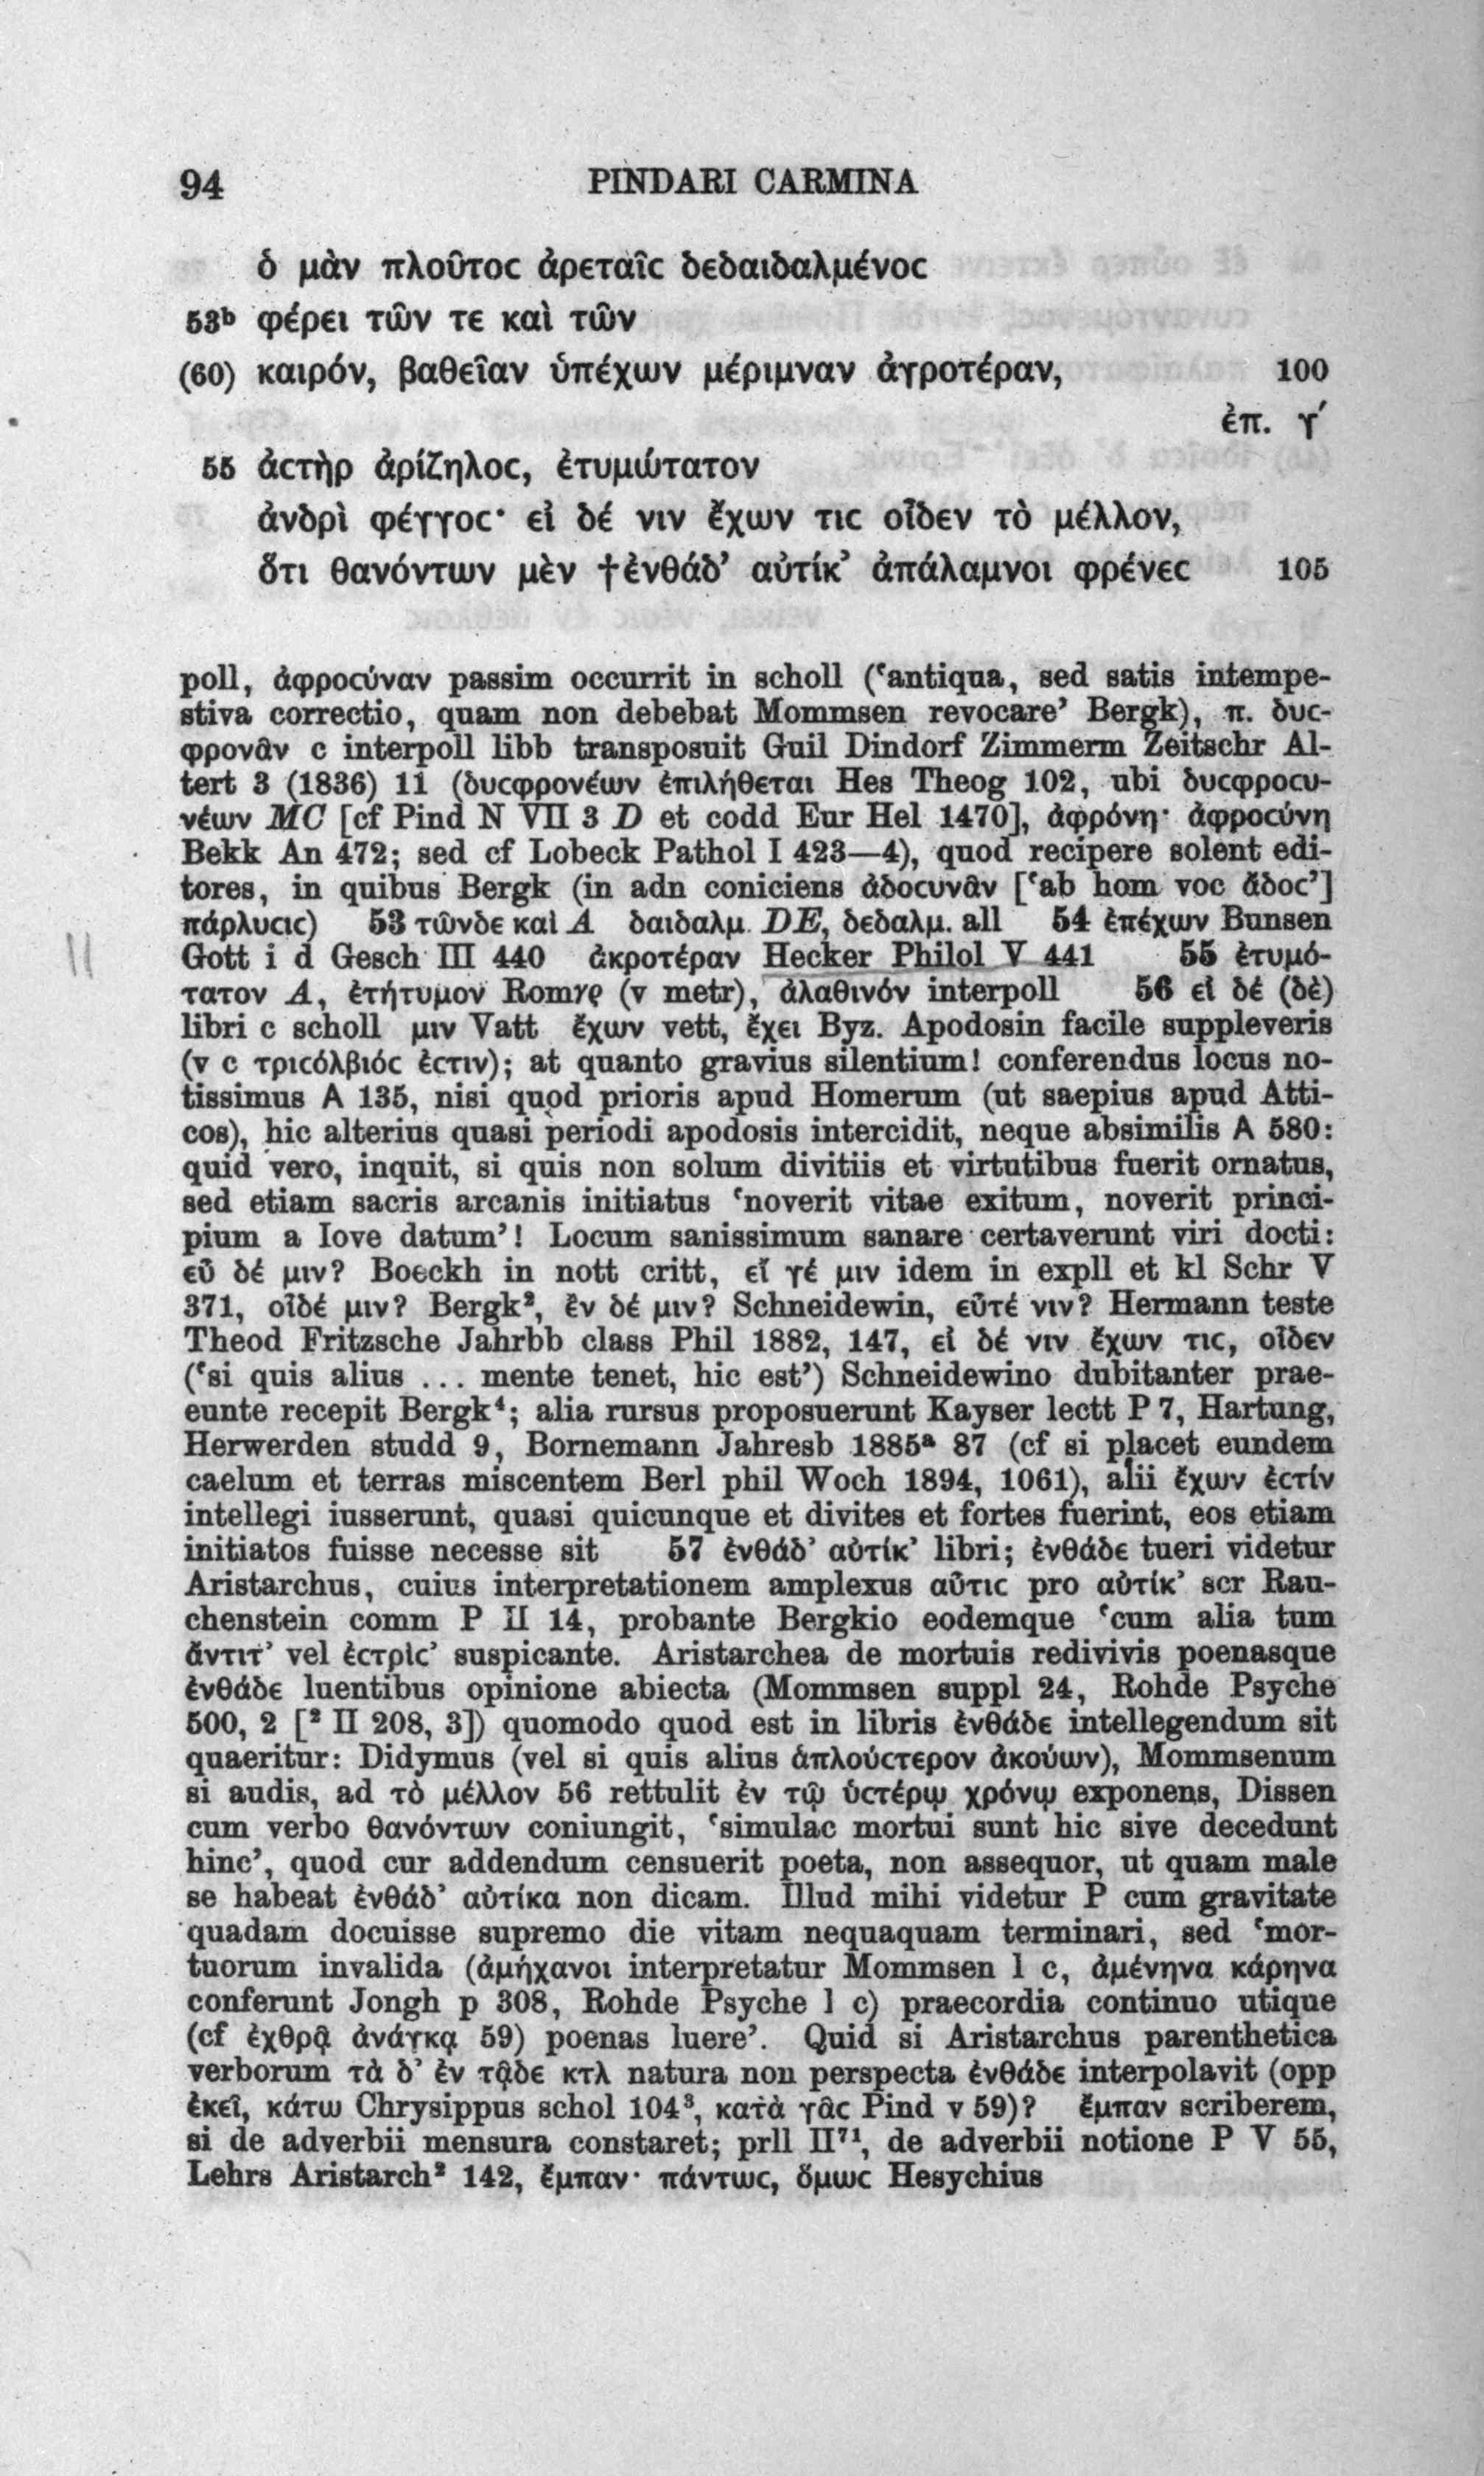 94 PINDARI CARMINA
ὁ μὰν πλοῦτοϲ ἀρεταῖϲ δεδαιδαλμένοϲ
53ᵇ φέρει τῶν τε καὶ τῶν
(60) καιρόν, βαθεῖαν ὑπέχων μέριμναν ἀγροτέραν, 100
ἐπ. γ´
55 ἀϲτὴρ ἀρίζηλοϲ, ἐτυμώτατον
ἀνδρὶ φέγγοϲ· εἰ δέ νιν ἔχων τιϲ οἶδεν τὸ μέλλον,
ὅτι θανόντων μὲν †ἐνθάδ’ αὐτίκ’ ἀπάλαμνοι φρένεϲ 105
poll, ἀφροϲύναν passim occurrit in scholl (‘antiqua, sed satis intempe-
stiva correctio, quam non debebat Mommsen revocare’ Bergk), π. δυϲ-
φρονᾶν c interpoll libb transposuit Guil Dindorf Zimmerm Zeitschr Al-
tert 3 (1836) 11 (δυϲφρονέων ἐπιλήθεται Hes Theog 102, ubi δυϲφροϲυ-
νέων MC [cf Pind N VII 3 D et codd Eur Hel 1470], ἀφρόνη· ἀφροϲύνη
Bekk An 472; sed cf Lobeck Pathol I 423—4), quod recipere solent edi-
tores, in quibus Bergk (in adn coniciens ἀδοϲυνᾶν [‘ab hom voc ἄδοϲ’]
πάρλυϲιϲ) 53 τῶνδε καὶ A δαιδαλμ. DE, δεδαλμ. all 54 ἐπέχων Bunsen
Gott i d Gesch III 440 ἀκροτέραν Hecker Philol V 441 55 ἐτυμό-
τατον A, ἐτήτυμον Romγρ (v metr), ἀλαθινόν interpoll 56 εἰ δέ (δὲ)
libri c scholl μιν Vatt ἔχων vett, ἔχει Byz. Apodosin facile suppleveris
(v c τριϲόλβιόϲ ἐϲτιν); at quanto gravius silentium! conferendus locus no-
tissimus A 135, nisi quod prioris apud Homerum (ut saepius apud Atti-
cos), hic alterius quasi periodi apodosis intercidit, neque absimilis A 580:
quid vero, inquit, si quis non solum divitiis et virtutibus fuerit ornatus,
sed etiam sacris arcanis initiatus ‘noverit vitae exitum, noverit princi-
pium a Iove datum’! Locum sanissimum sanare certaverunt viri docti:
εὖ δέ μιν? Boeckh in nott critt, εἴ γέ μιν idem in expll et kl Schr V
371, οἶδέ μιν? Bergk², ἐν δέ μιν? Schneidewin, εὖτέ νιν? Hermann teste
Theod Fritzsche Jahrbb class Phil 1882, 147, εἰ δέ νιν ἔχων τιϲ, οἶδεν
(‘si quis alius ... mente tenet, hic est’) Schneidewino dubitanter prae-
eunte recepit Bergk⁴; alia rursus proposuerunt Kayser lectt P 7, Hartung,
Herwerden studd 9, Bornemann Jahresb 1885ᵃ 87 (cf si placet eundem
caelum et terras miscentem Berl phil Woch 1894, 1061), alii ἔχων ἐϲτίν
intellegi iusserunt, quasi quicunque et divites et fortes fuerint, eos etiam
initiatos fuisse necesse sit 57 ἐνθάδ’ αὐτίκ’ libri; ἐνθάδε tueri videtur
Aristarchus, cuius interpretationem amplexus αὖτιϲ pro αὐτίκ’ scr Rau-
chenstein comm P II 14, probante Bergkio eodemque ‘cum alia tum
ἄντιτ’ vel ἐϲτρὶϲ’ suspicante. Aristarchea de mortuis redivivis poenasque
ἐνθάδε luentibus opinione abiecta (Mommsen suppl 24, Rohde Psyche
500, 2 [² II 208, 3]) quomodo quod est in libris ἐνθάδε intellegendum sit
quaeritur: Didymus (vel si quis alius ἁπλούϲτερον ἀκούων), Mommsenum
si audis, ad τὸ μέλλον 56 rettulit ἐν τῷ ὑϲτέρῳ χρόνῳ exponens, Dissen
cum verbo θανόντων coniungit, ‘simulac mortui sunt hic sive decedunt
hinc’, quod cur addendum censuerit poeta, non assequor, ut quam male
se habeat ἐνθάδ’ αὐτίκα non dicam. Illud mihi videtur P cum gravitate
quadam docuisse supremo die vitam nequaquam terminari, sed ‘mor-
tuorum invalida (ἀμήχανοι interpretatur Mommsen l c, ἀμένηνα κάρηνα
conferunt Jongh p 308, Rohde Psyche l c) praecordia continuo utique
(cf ἐχθρᾷ ἀνάγκᾳ 59) poenas luere’. Quid si Aristarchus parenthetica
verborum τὰ δ’ ἐν τᾷδε κτλ natura non perspecta ἐνθάδε interpolavit (opp
ἐκεῖ, κάτω Chrysippus schol 104³, κατὰ γᾶϲ Pind v 59)? ἔμπαν scriberem,
si de adverbii mensura constaret; prll II⁷¹, de adverbii notione P V 55,
Lehrs Aristarch² 142, ἔμπαν· πάντωϲ, ὅμωϲ Hesychius